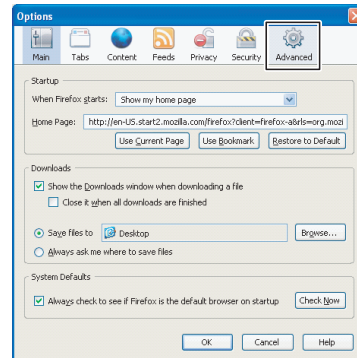 Options
Main Tabs Content Feeds Privacy Security Advanced
Startup
When Firefox starts: Show my home page
Home Page: http://en-US.start2.mozilla.com/firefox?client=firefox-a&rls=org.mozi
Use Current Page Use Bookmark Restore to Default
Downloads
Show the Downloads window when downloading a file
Close it when all downloads are finished
Save files to Desktop Browse...
Always ask me where to save files
System Defaults
Always check to see if Firefox is the default browser on startup Check Now
OK Cancel Help